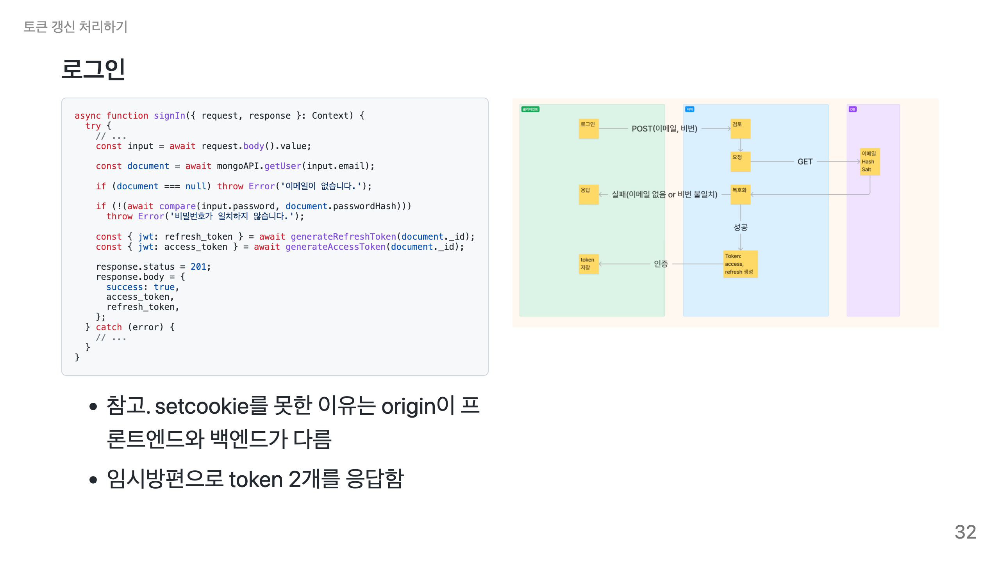 토큰 갱신 처리하기
로그인
async function signIn({ request, response }: Context) {
  try {
    // ...
    const input = await request.body().value;
    const document = await mongoAPI.getUser(input.email);
    if (document === null) throw Error('이메일이 없습니다.');
    if (!(await compare(input.password, document.passwordHash)))
      throw Error('비밀번호가 일치하지 않습니다.');
    const { jwt: refresh_token } = await generateRefreshToken(document._id);
    const { jwt: access_token } = await generateAccessToken(document._id);
    response.status = 201;
    response.body = {
      success: true,
      access_token,
      refresh_token,
    };
  } catch (error) {
    // ...
  }
}
참고. setcookie를 못한 이유는 origin이 프
론트엔드와 백엔드가 다름
임시방편으로 token 2개를 응답함
클라이언트
서버
DB
로그인
POST(이메일, 비번)
검토
요청
GET
이메일
Hash
Salt
응답
실패(이메일 없음 or 비번 불일치)
복호화
성공
token
저장
인증
Token:
access,
refresh 생성
32